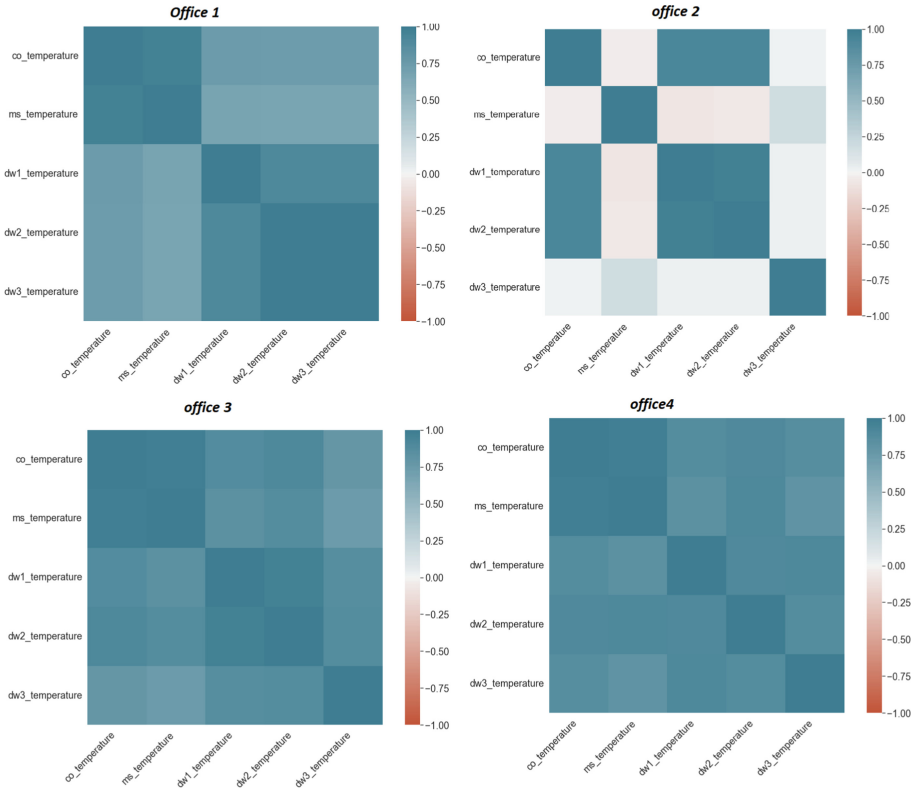 Office 1
co_temperature
ms_temperature
dw1_temperature
dw2_temperature
dw3_temperature
co_temperature
ms_temperature
dw1_temperature
dw2_temperature
dw3_temperature
1.00
0.75
0.50
0.25
0.00
−0.25
−0.50
−0.75
−1.00
office 2
co_temperature
ms_temperature
dw1_temperature
dw2_temperature
dw3_temperature
co_temperature
ms_temperature
dw1_temperature
dw2_temperature
dw3_temperature
1.00
0.75
0.50
0.25
0.00
−0.25
−0.50
−0.75
−1.00
office 3
co_temperature
ms_temperature
dw1_temperature
dw2_temperature
dw3_temperature
co_temperature
ms_temperature
dw1_temperature
dw2_temperature
dw3_temperature
1.00
0.75
0.50
0.25
0.00
−0.25
−0.50
−0.75
−1.00
office4
co_temperature
ms_temperature
dw1_temperature
dw2_temperature
dw3_temperature
co_temperature
ms_temperature
dw1_temperature
dw2_temperature
dw3_temperature
1.00
0.75
0.50
0.25
0.00
−0.25
−0.50
−0.75
−1.00